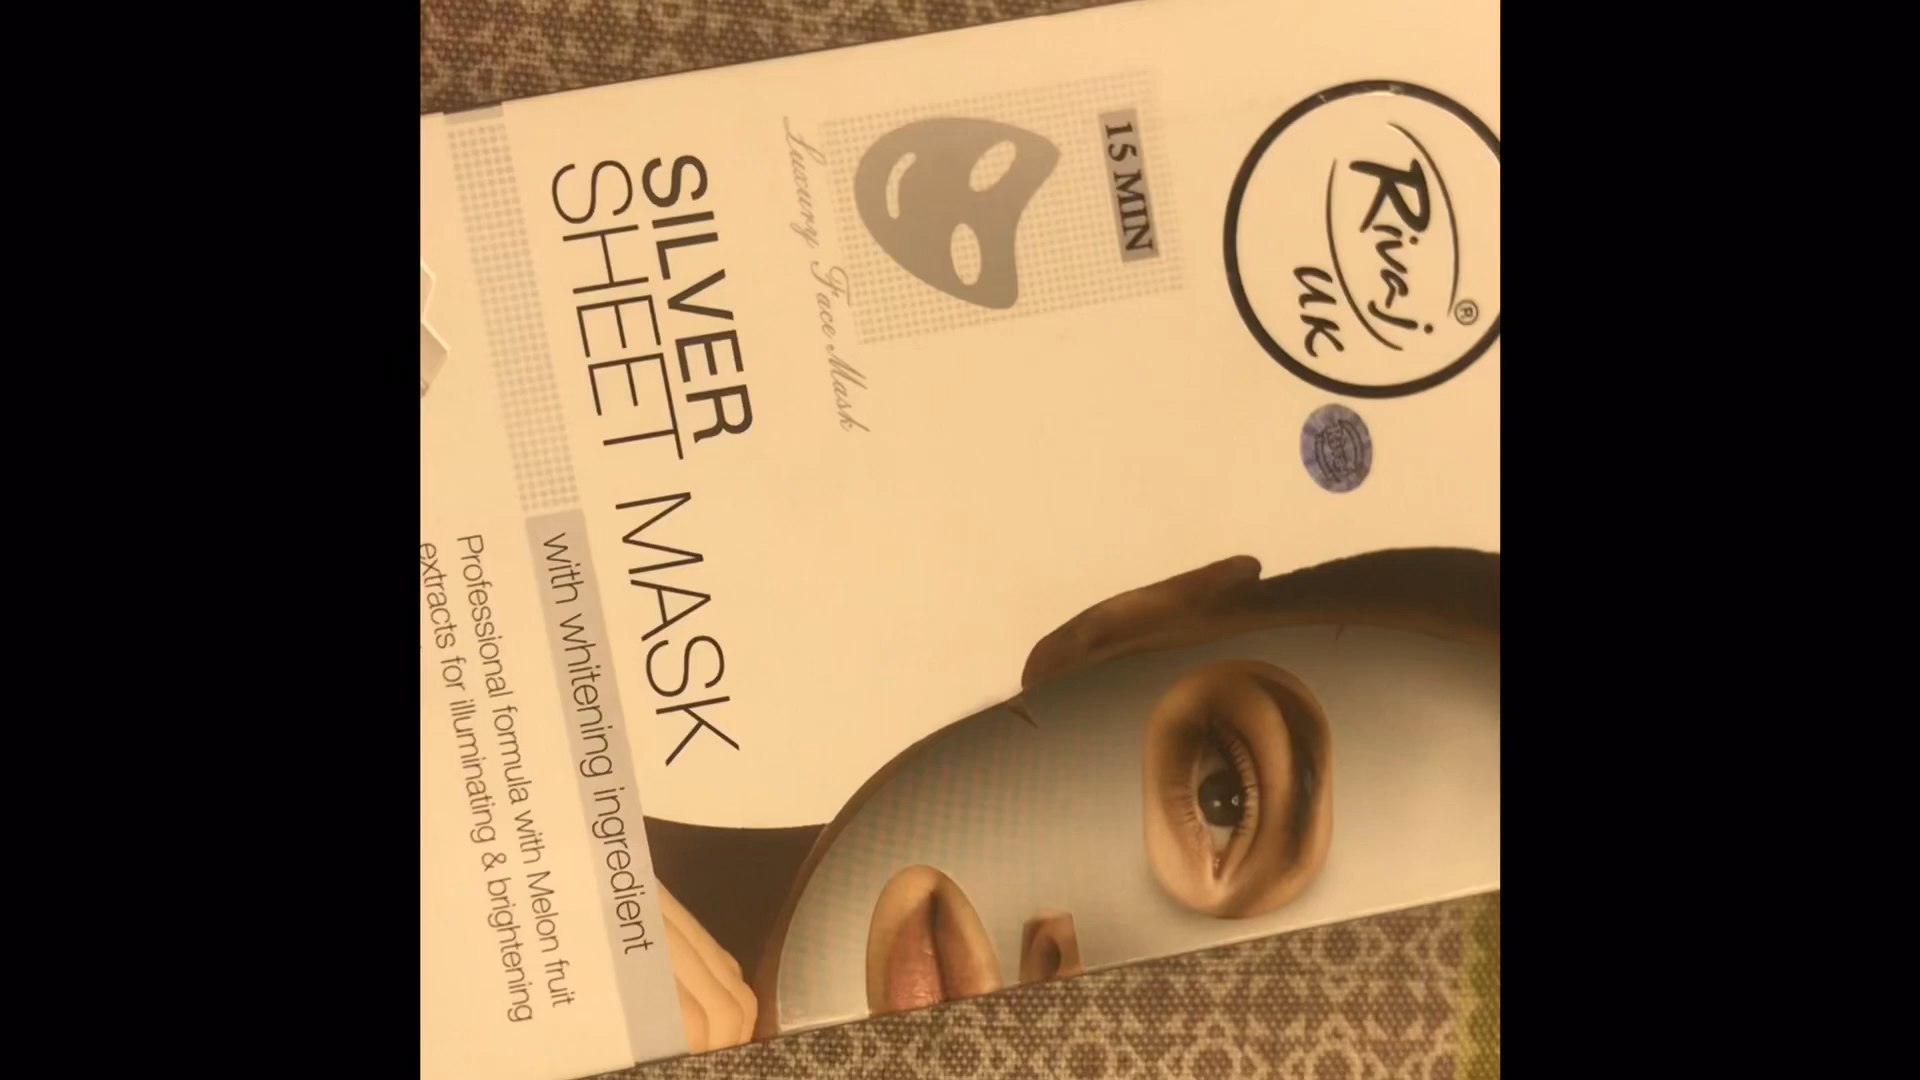 Rivaj®
UK
15 MIN
Luxury Face Mask
SILVER
SHEET MASK
with whitening ingredient
Professional formula with Melon fruit
extracts for illuminating & brightening